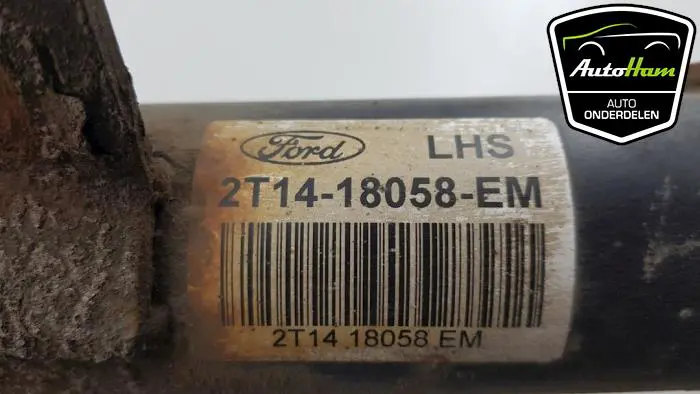 AutoHam
AUTO
ONDERDELEN
Ford
LHS
2T14-18058-EM
2T14 18058 EM